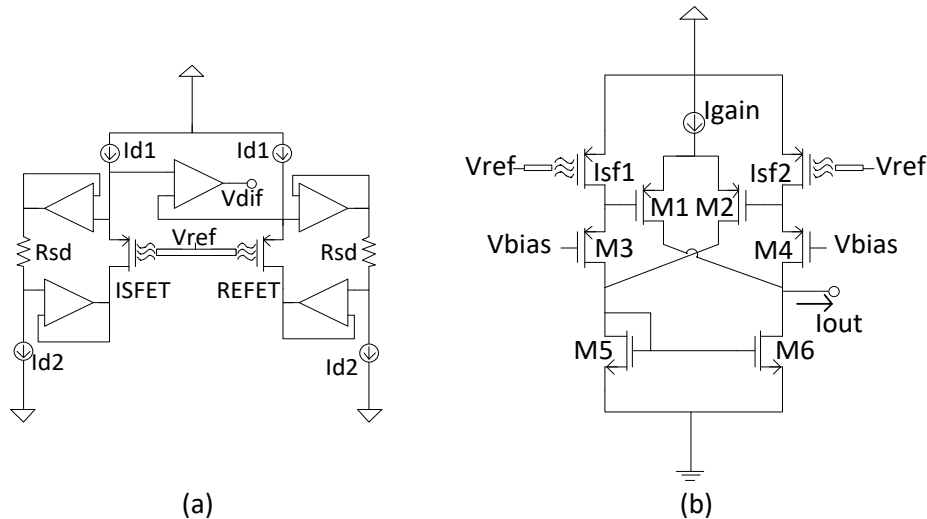 Id1
Id1
Vdif
Rsd
Vref
Rsd
ISFET
REFET
Id2
Id2
(a)
Igain
Vref
Isf1
Isf2
Vref
M1
M2
Vbias
M3
M4
Vbias
Iout
M5
M6
(b)